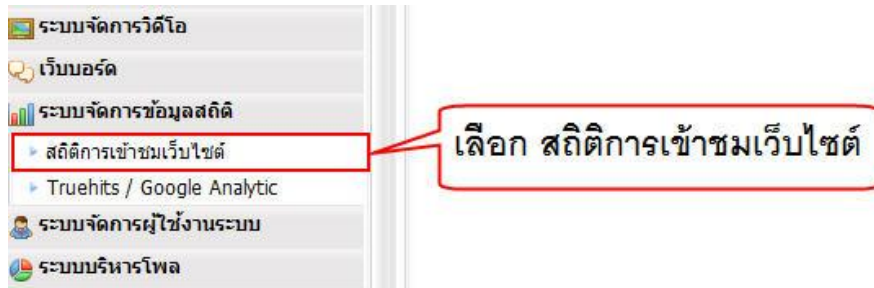 ระบบจัดการวิดีโอ
เว็บบอร์ด
ระบบจัดการข้อมูลสถิติ
สถิติการเข้าชมเว็บไซต์
Truehits / Google Analytic
ระบบจัดการผู้ใช้งานระบบ
ระบบบริหารโพล
เลือก สถิติการเข้าชมเว็บไซต์